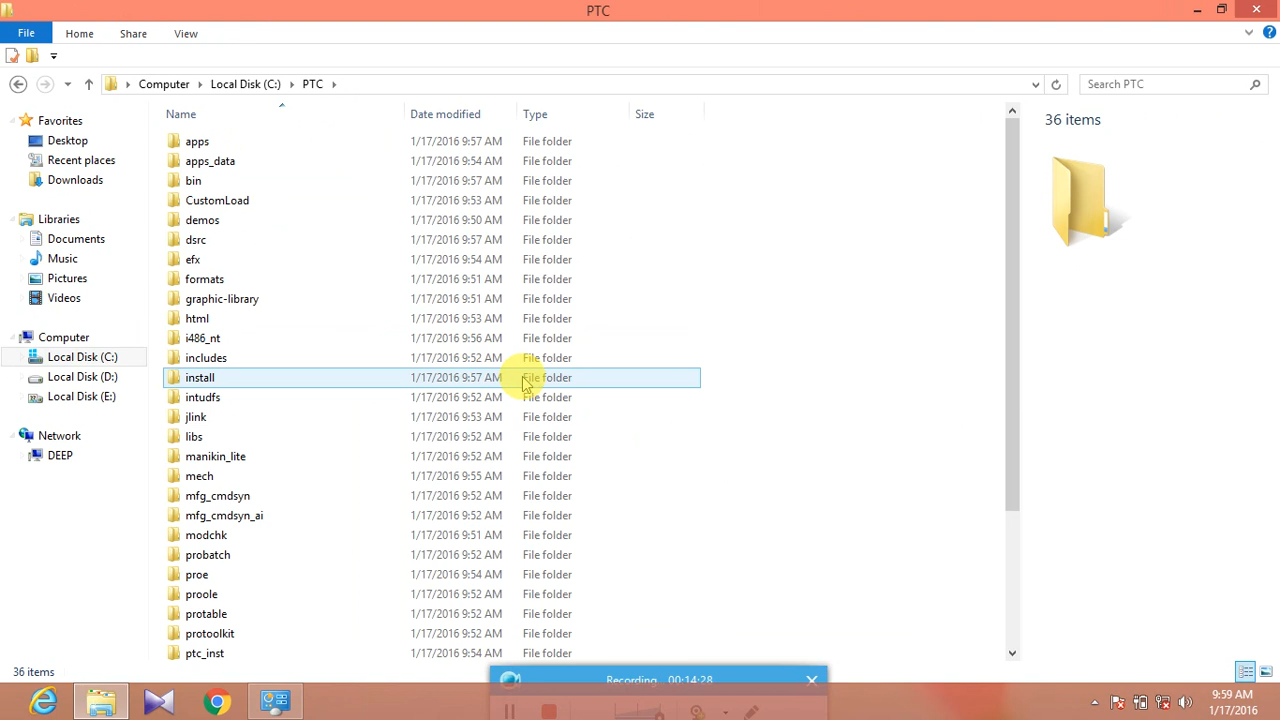 PTC
File Home Share View
Computer Local Disk (C:) PTC Search PTC
Name Date modified Type Size
36 items
Favorites
Desktop
Recent places
Downloads
Libraries
Documents
Music
Pictures
Videos
Computer
Local Disk (C:)
Local Disk (D:)
Local Disk (E:)
Network
DEEP
apps 1/17/2016 9:57 AM File folder
apps_data 1/17/2016 9:54 AM File folder
bin 1/17/2016 9:57 AM File folder
CustomLoad 1/17/2016 9:53 AM File folder
demos 1/17/2016 9:50 AM File folder
dsrc 1/17/2016 9:57 AM File folder
efx 1/17/2016 9:54 AM File folder
formats 1/17/2016 9:51 AM File folder
graphic-library 1/17/2016 9:51 AM File folder
html 1/17/2016 9:53 AM File folder
i486_nt 1/17/2016 9:56 AM File folder
includes 1/17/2016 9:52 AM File folder
install 1/17/2016 9:57 AM File folder
intudfs 1/17/2016 9:52 AM File folder
jlink 1/17/2016 9:53 AM File folder
libs 1/17/2016 9:52 AM File folder
manikin_lite 1/17/2016 9:52 AM File folder
mech 1/17/2016 9:55 AM File folder
mfg_cmdsyn 1/17/2016 9:52 AM File folder
mfg_cmdsyn_ai 1/17/2016 9:52 AM File folder
modchk 1/17/2016 9:51 AM File folder
probatch 1/17/2016 9:52 AM File folder
proe 1/17/2016 9:54 AM File folder
proole 1/17/2016 9:52 AM File folder
protable 1/17/2016 9:52 AM File folder
protoolkit 1/17/2016 9:52 AM File folder
ptc_inst 1/17/2016 9:54 AM File folder
36 items
Recording 00:14:28
9:59 AM
1/17/2016